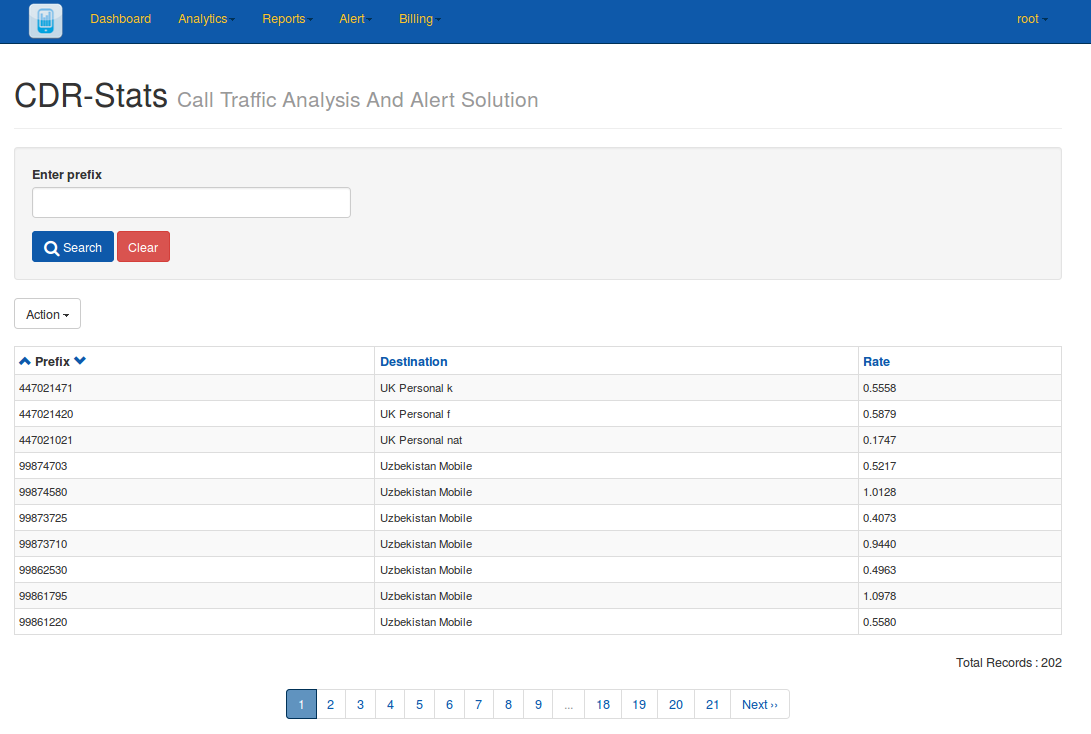 Dashboard Analytics Reports Alert Billing root
CDR-Stats Call Traffic Analysis And Alert Solution
Enter prefix
Search Clear
Action
Prefix Destination Rate
447021471 UK Personal k 0.5558
447021420 UK Personal f 0.5879
447021021 UK Personal nat 0.1747
99874703 Uzbekistan Mobile 0.5217
99874580 Uzbekistan Mobile 1.0128
99873725 Uzbekistan Mobile 0.4073
99873710 Uzbekistan Mobile 0.9440
99862530 Uzbekistan Mobile 0.4963
99861795 Uzbekistan Mobile 1.0978
99861220 Uzbekistan Mobile 0.5580
Total Records : 202
1 2 3 4 5 6 7 8 9 ... 18 19 20 21 Next ››